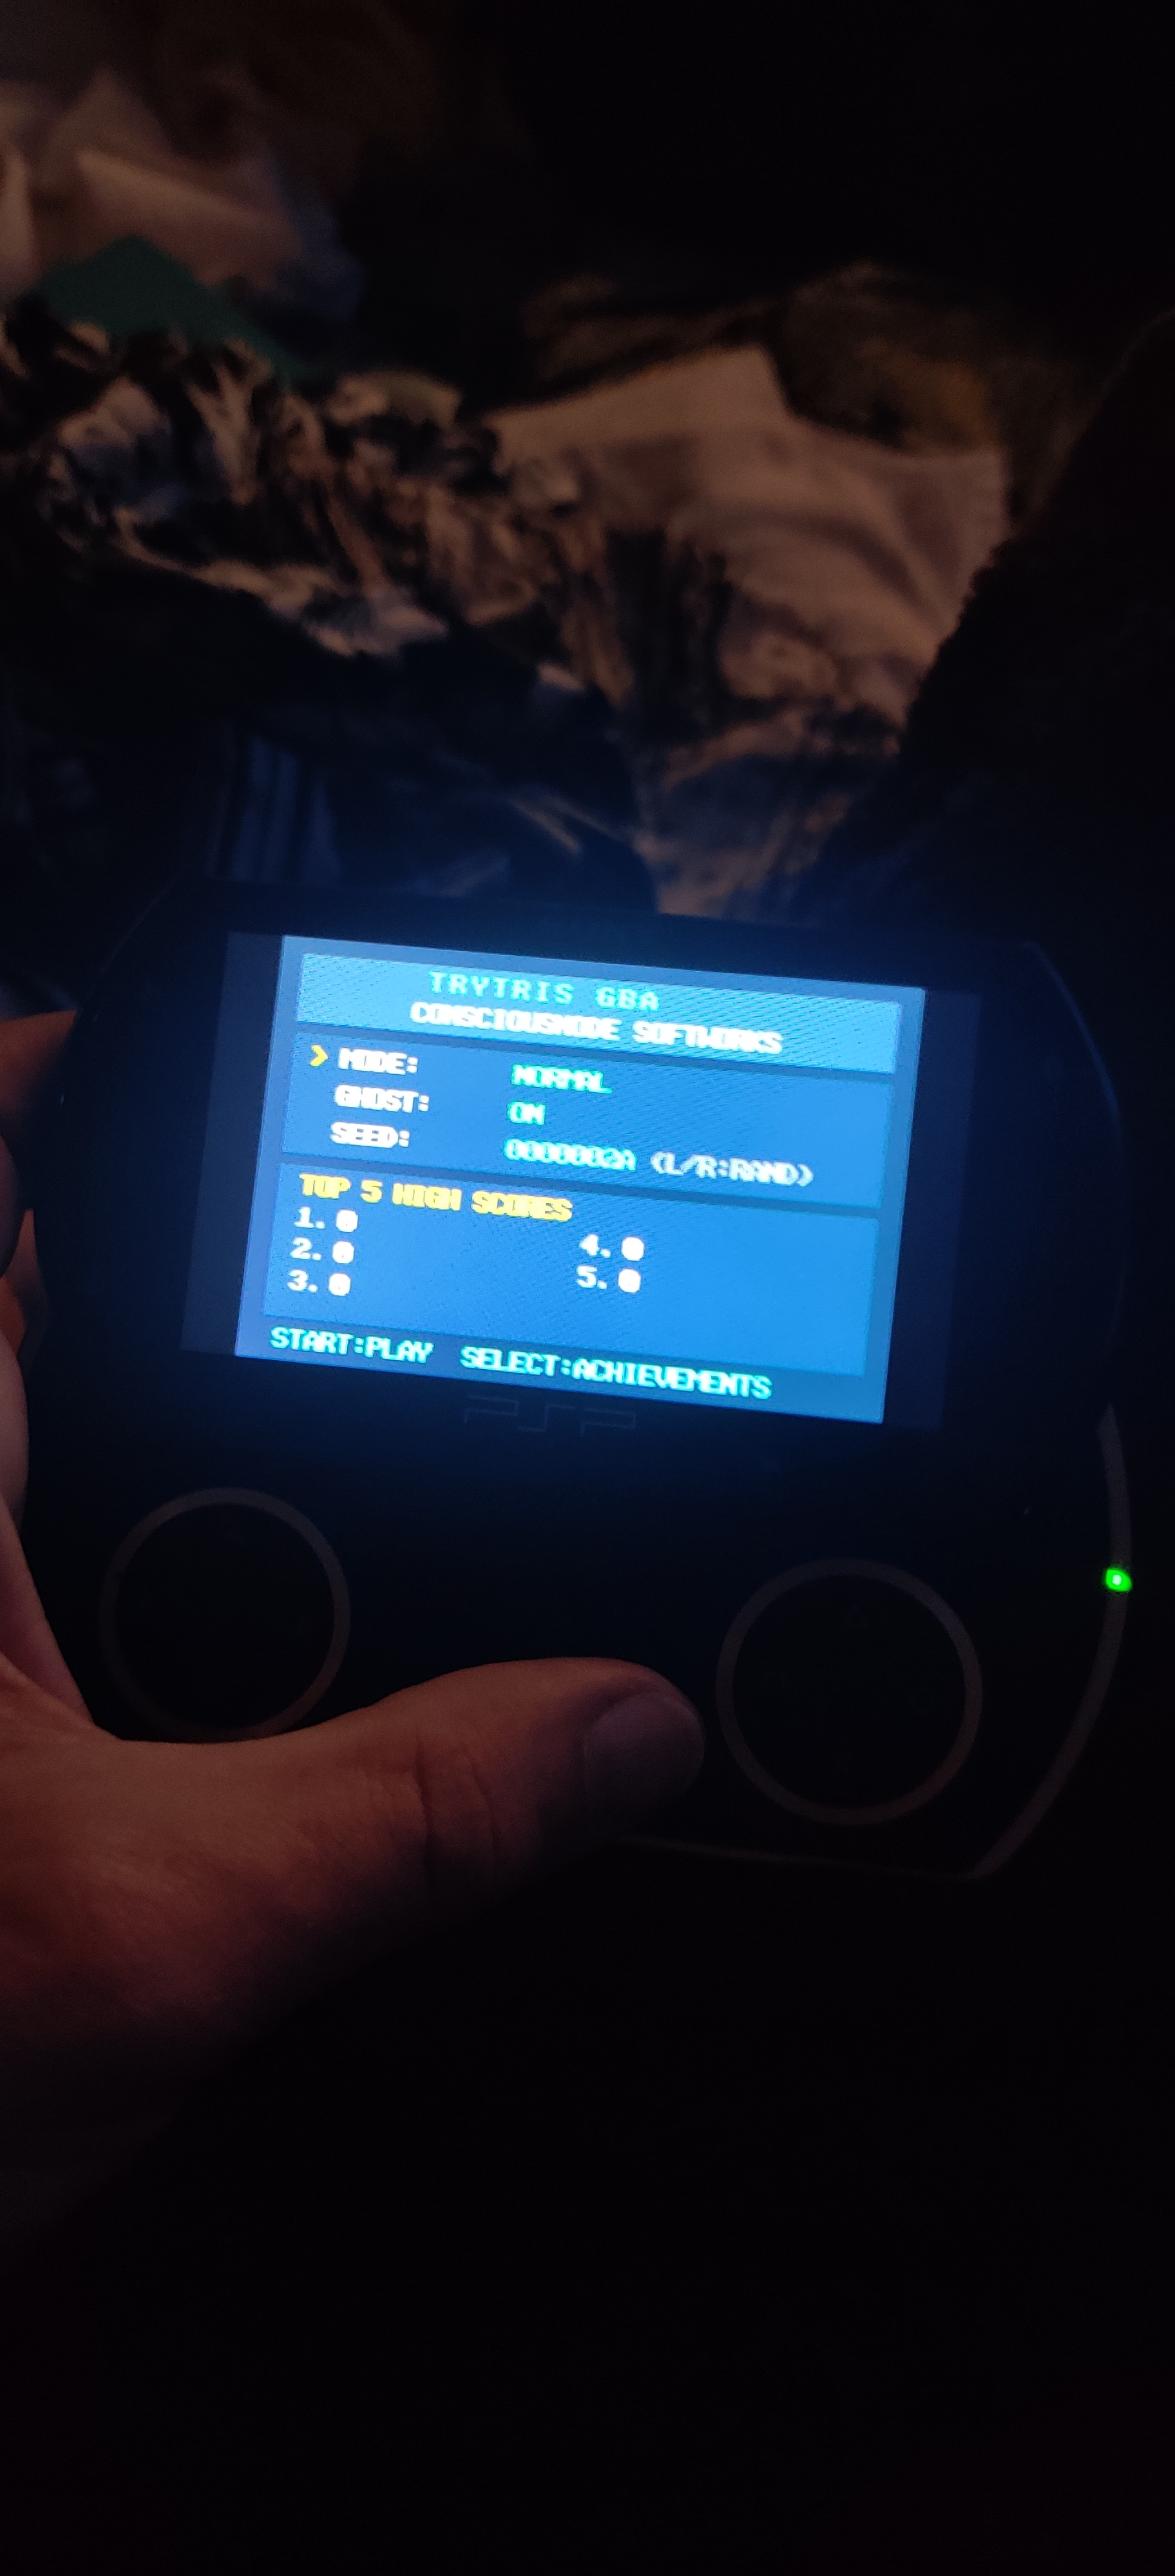 TRYTRIS GBA
CONSCIOUSNODE SOFTWORKS
> MODE: NORMAL
GHOST: ON
SEED: 0000002A (L/R:RAND)
TOP 5 HIGH SCORES
1. 0
2. 0
3. 0
4. 0
5. 0
START:PLAY SELECT:ACHIEVEMENTS
PSP